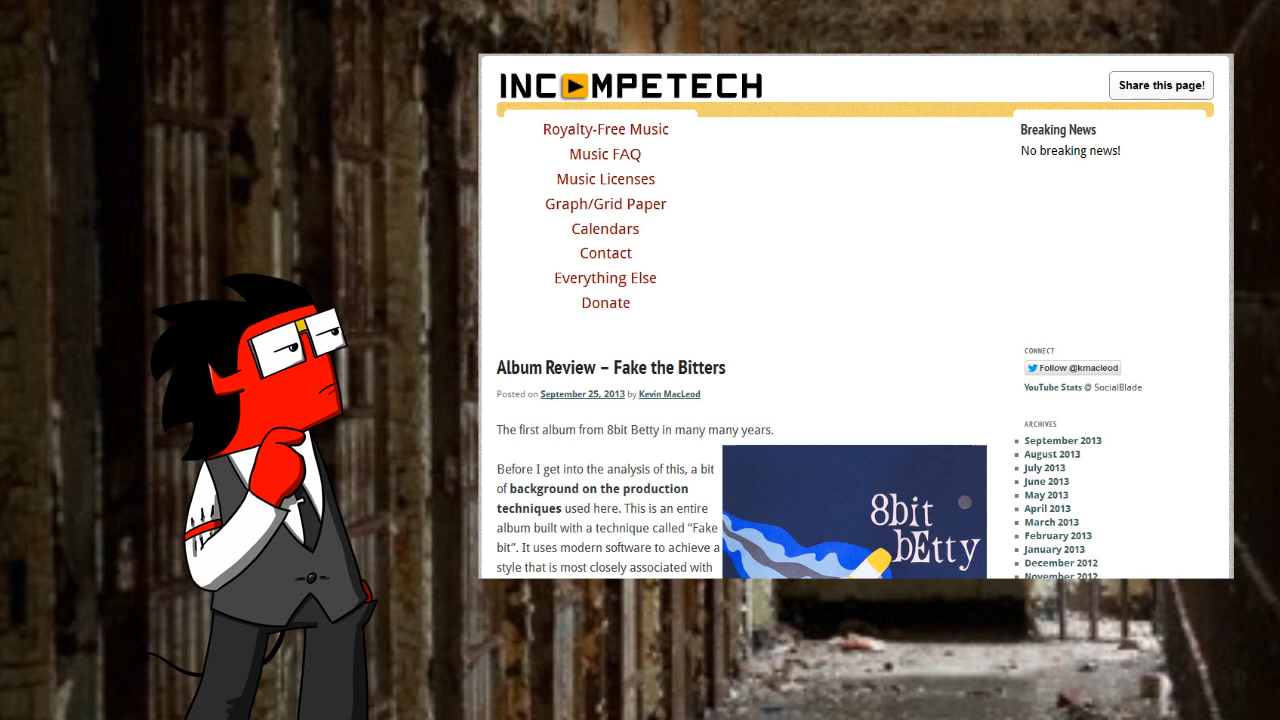 INCOMPETECH
Share this page!
Royalty-Free Music
Music FAQ
Music Licenses
Graph/Grid Paper
Calendars
Contact
Everything Else
Donate
Breaking News
No breaking news!
Album Review – Fake the Bitters
Posted on September 25, 2013 by Kevin MacLeod
The first album from 8bit Betty in many many years.
Before I get into the analysis of this, a bit
of background on the production
techniques used here. This is an entire
album built with a technique called “Fake
bit”. It uses modern software to achieve a
style that is most closely associated with
8bit
bEtty
CONNECT
Follow @kmacleod
YouTube Stats @ SocialBlade
ARCHIVES
September 2013
August 2013
July 2013
June 2013
May 2013
April 2013
March 2013
February 2013
January 2013
December 2012
November 2012